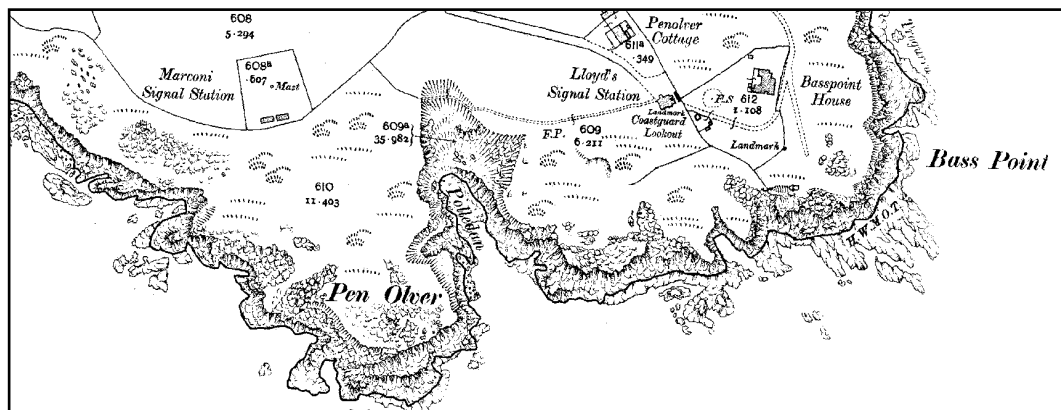 608
5·294
Marconi
Signal Station
608ª
·607
Mast
Penolver
Cottage
611ª
·349
Lloyd's
Signal Station
F.S
612
1·108
Basspoint
House
Landmark
Coastguard
Lookout
Landmark
F.P.
609
6·211
609ª
35·982
610
11·403
Polledan
Pen Olver
Bass Point
H.W.M.O.T.